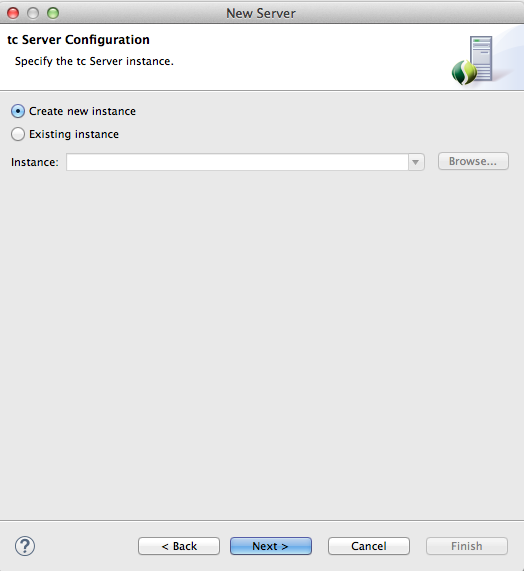 New Server
tc Server Configuration
Specify the tc Server instance.
Create new instance
Existing instance
Instance: Browse...
? < Back Next > Cancel Finish